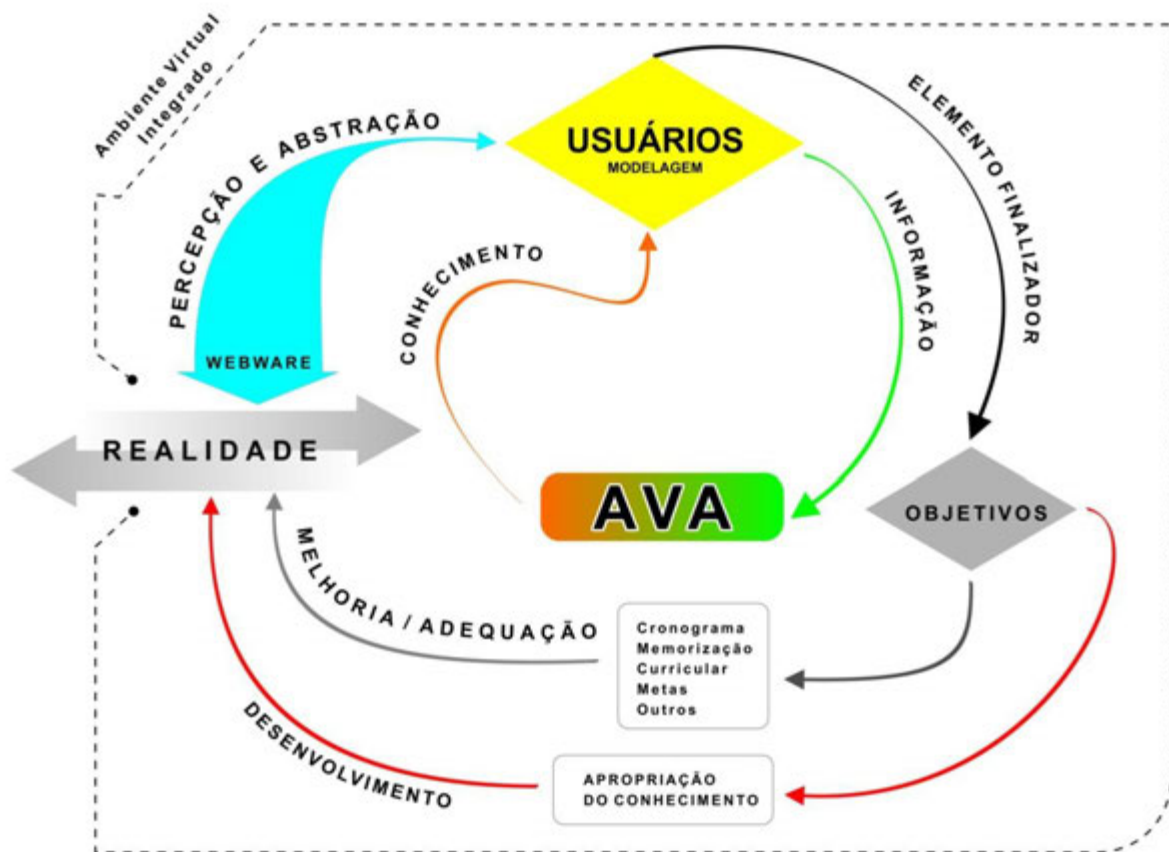 Ambiente Virtual
Integrado
PERCEPÇÃO E ABSTRAÇÃO
USUÁRIOS
MODELAGEM
ELEMENTO FINALIZADOR
INFORMAÇÃO
CONHECIMENTO
WEBWARE
REALIDADE
AVA
OBJETIVOS
MELHORIA / ADEQUAÇÃO
Cronograma
Memorização
Curricular
Metas
Outros
DESENVOLVIMENTO
APROPRIAÇÃO
DO CONHECIMENTO